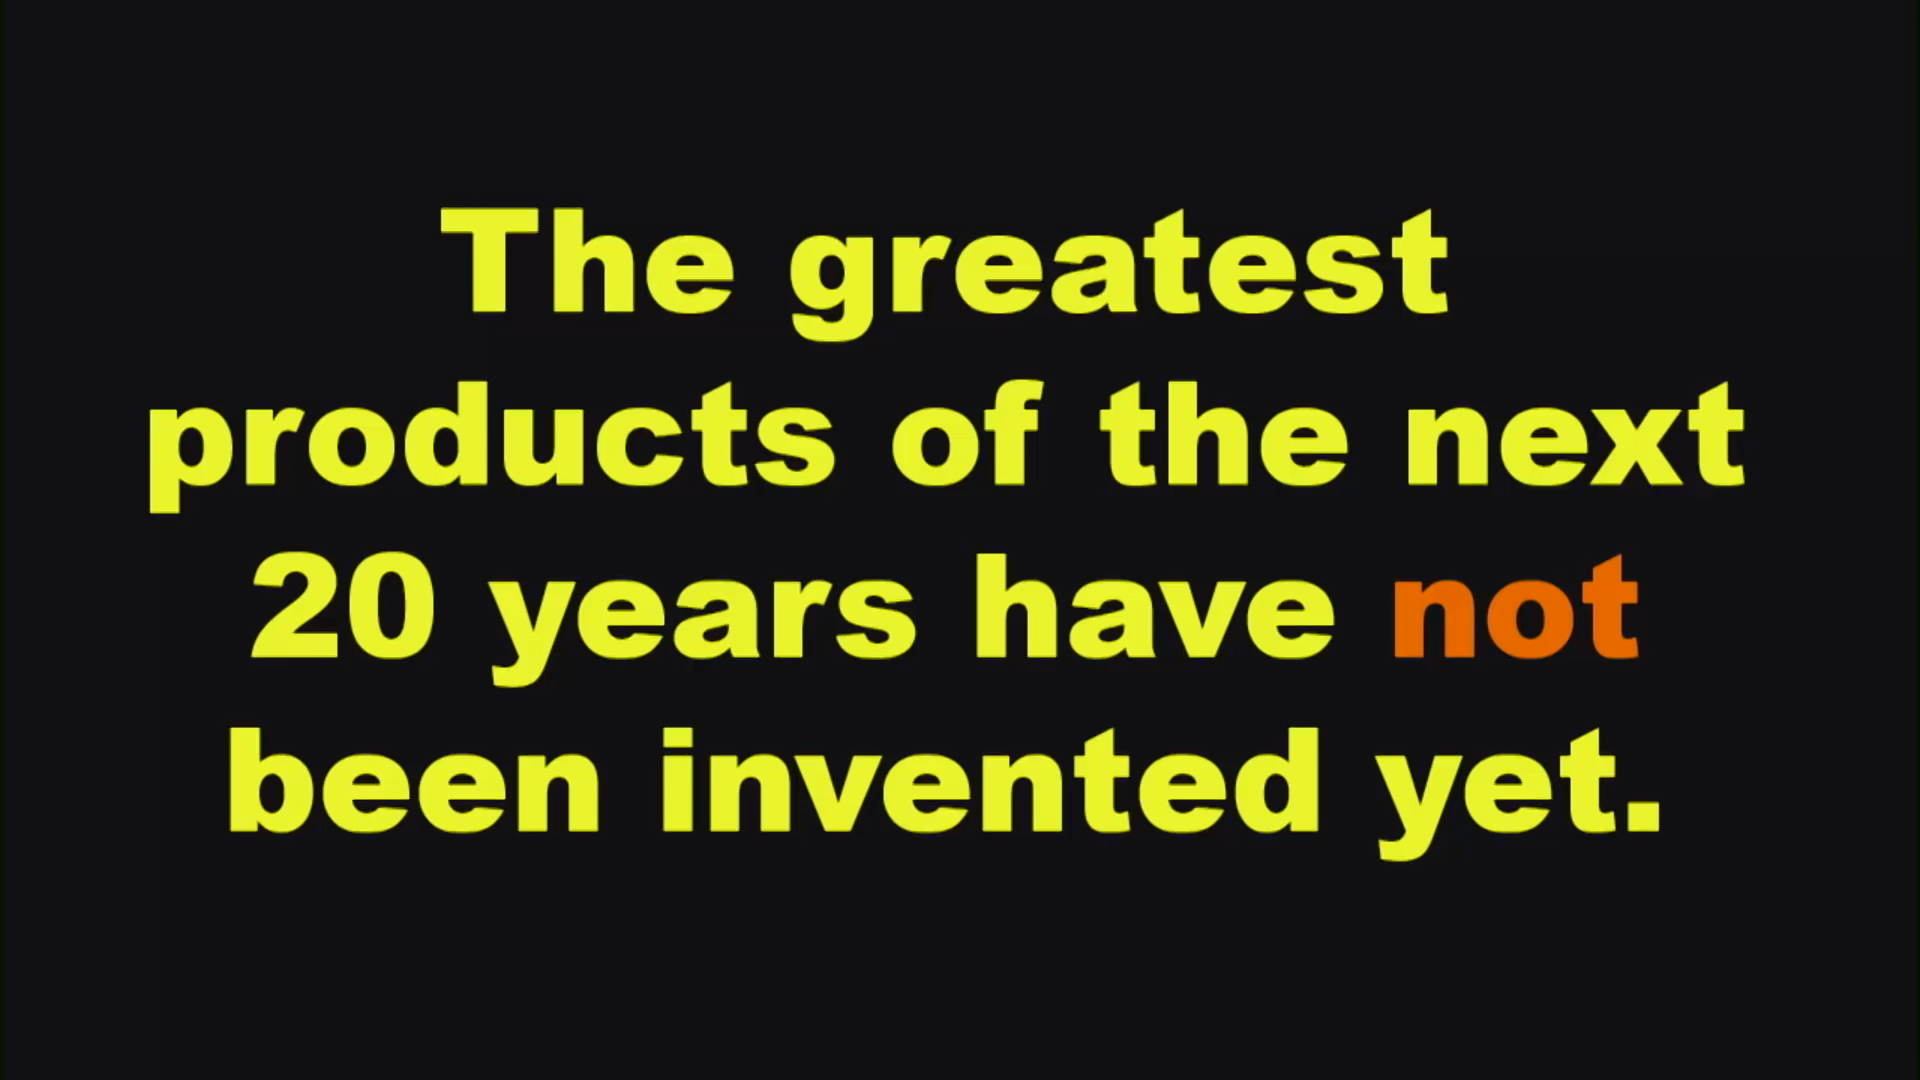 The greatest
products of the next
20 years have not
been invented yet.